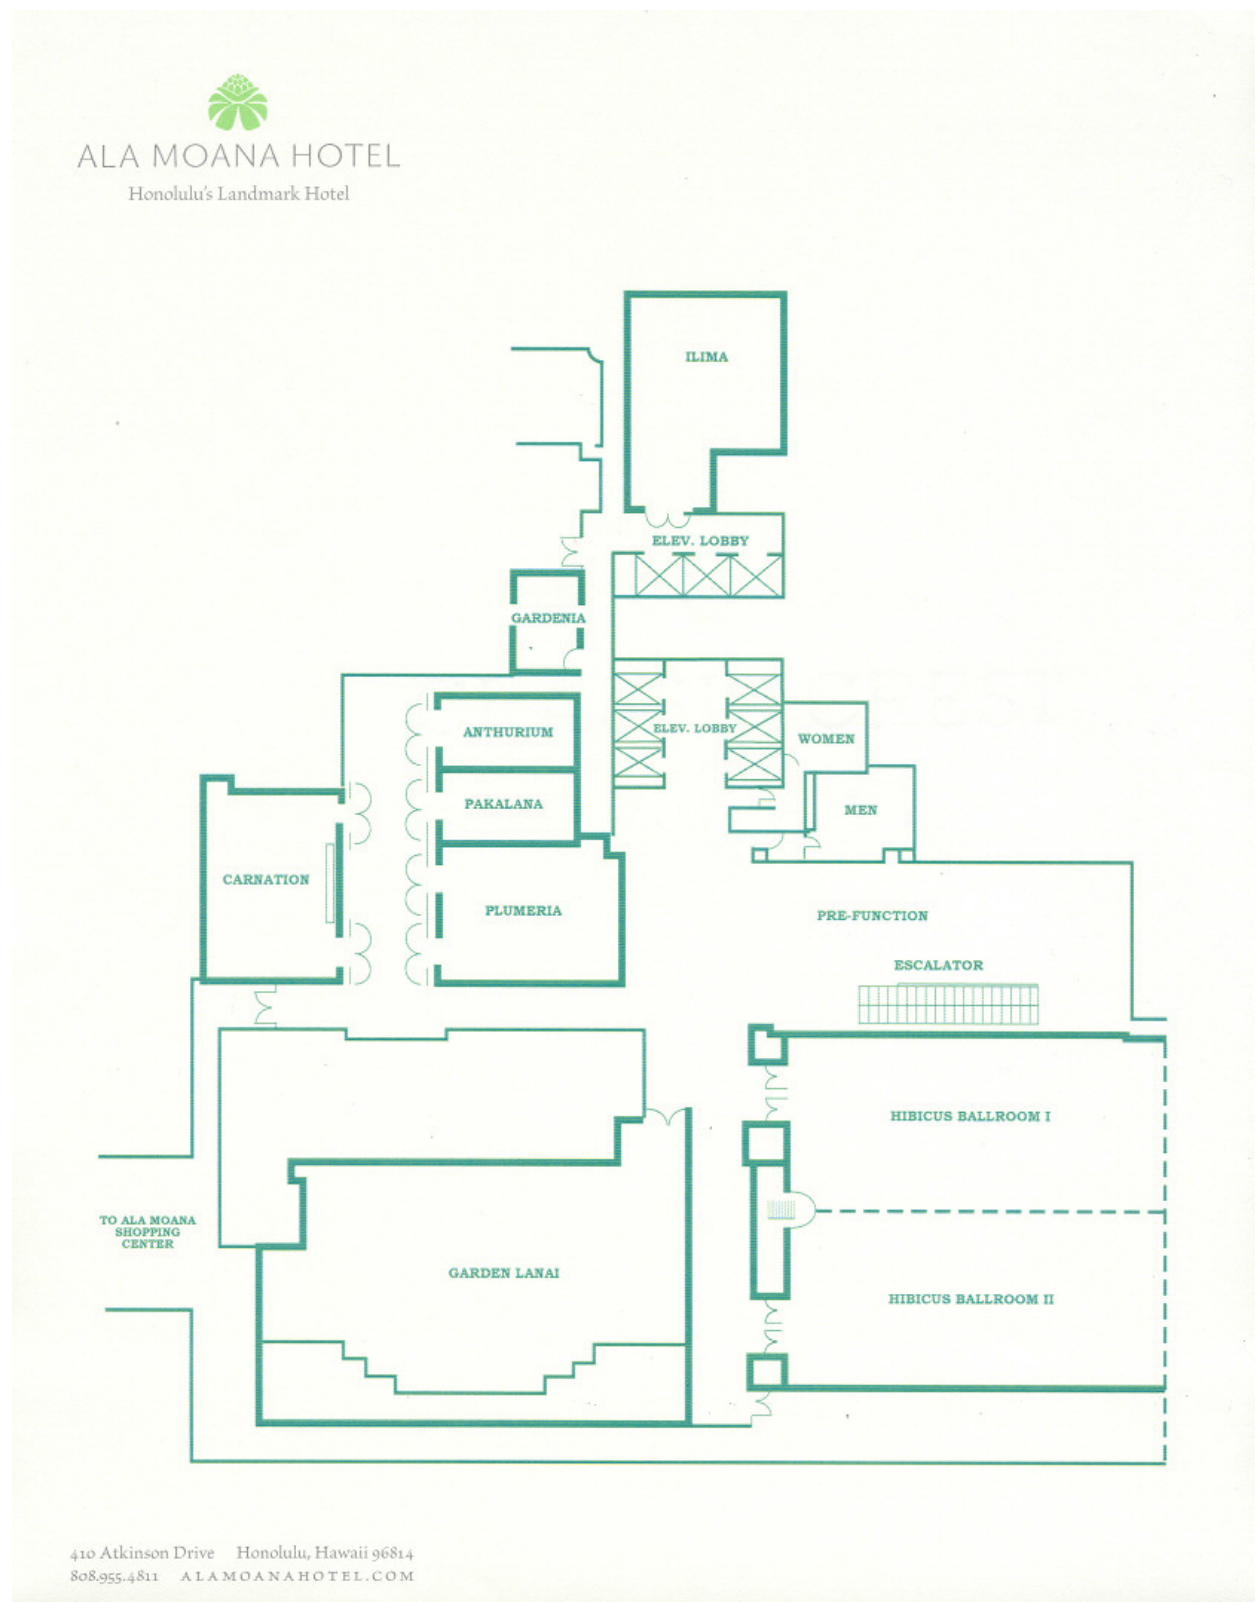 ALA MOANA HOTEL
Honolulu's Landmark Hotel
ILIMA
ELEV. LOBBY
GARDENIA
ANTHURIUM
ELEV. LOBBY
WOMEN
PAKALANA
MEN
CARNATION
PLUMERIA
PRE-FUNCTION
ESCALATOR
HIBICUS BALLROOM I
TO ALA MOANA
SHOPPING
CENTER
GARDEN LANAI
HIBICUS BALLROOM II
410 Atkinson Drive Honolulu, Hawaii 96814
808.955.4811 ALAMOANAHOTEL.COM